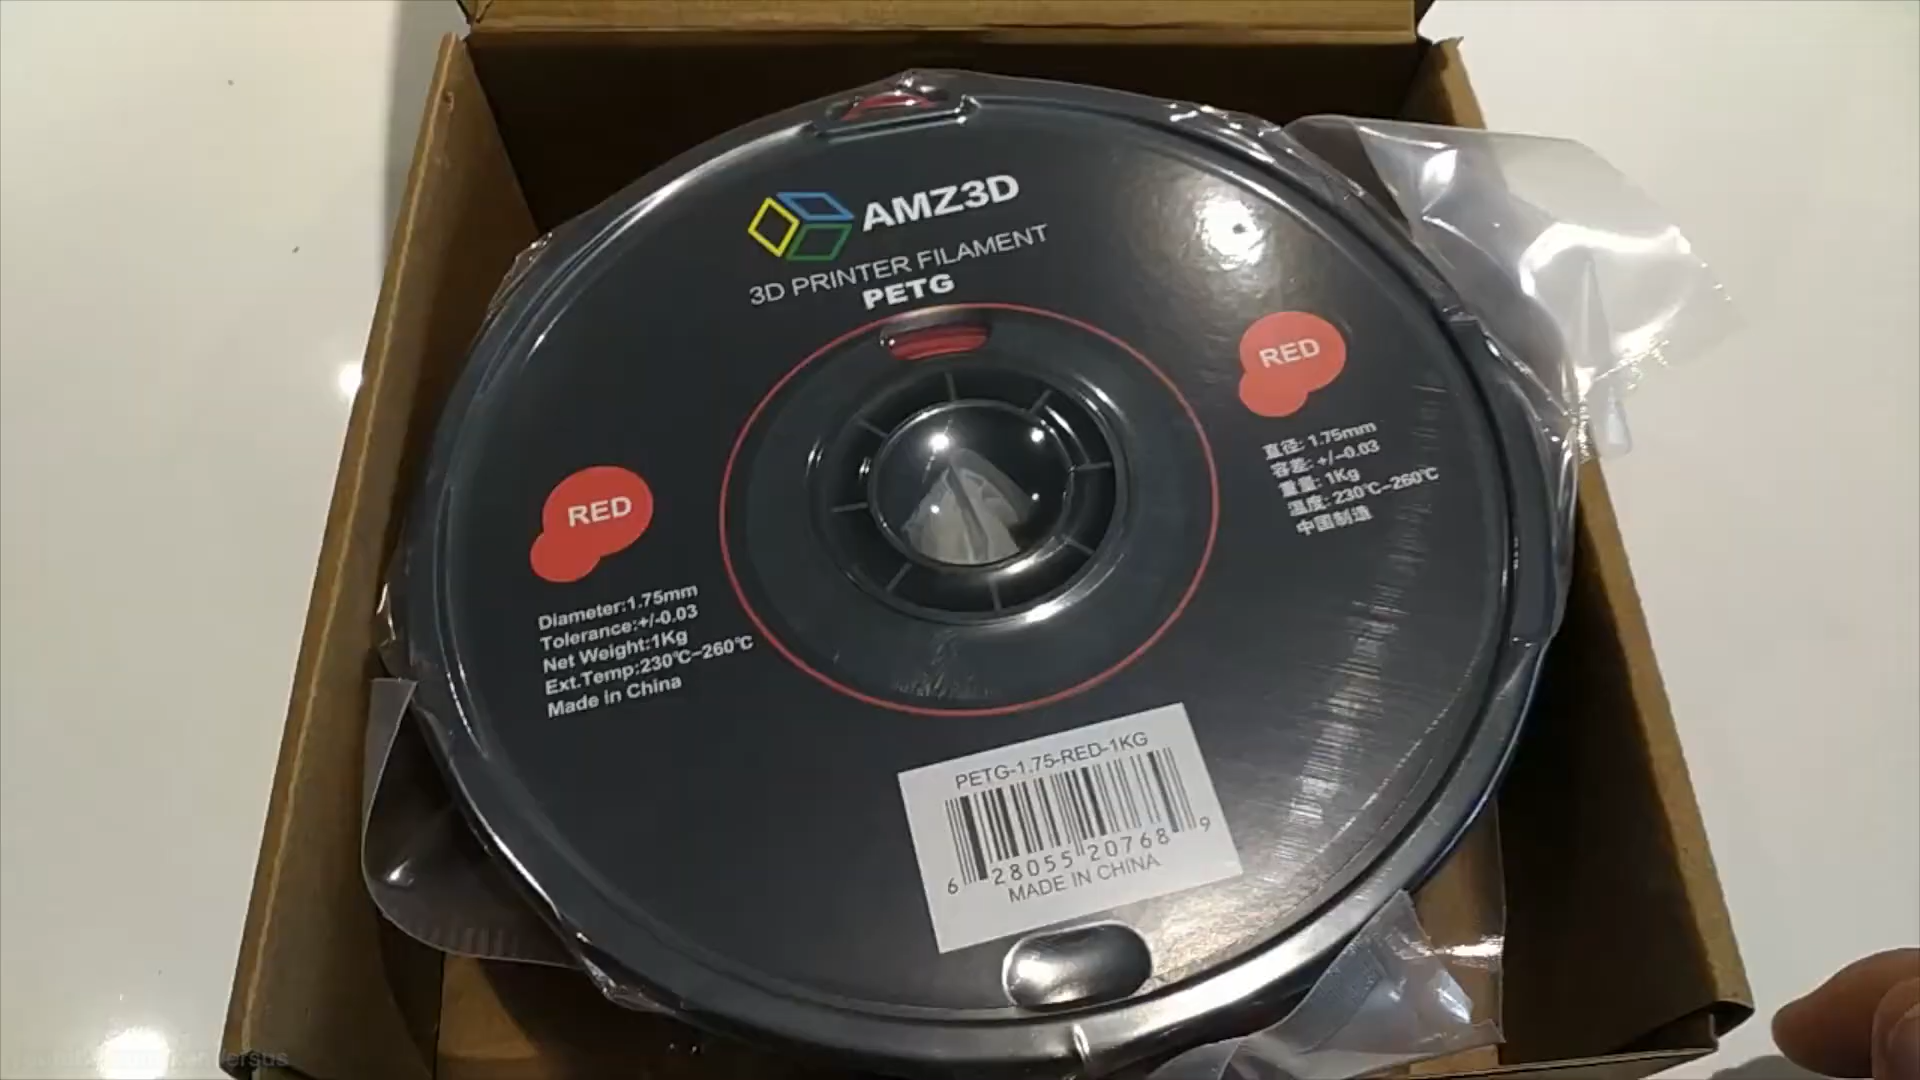 AMZ3D
3D PRINTER FILAMENT
PETG
RED
直径: 1.75mm
容差: +/-0.03
重量: 1Kg
温度: 230℃-260℃
中国制造
RED
Diameter:1.75mm
Tolerance:+/-0.03
Net Weight:1Kg
Ext.Temp:230℃-260℃
Made in China
PETG-1.75-RED-1KG
6 28055 20768 9
MADE IN CHINA